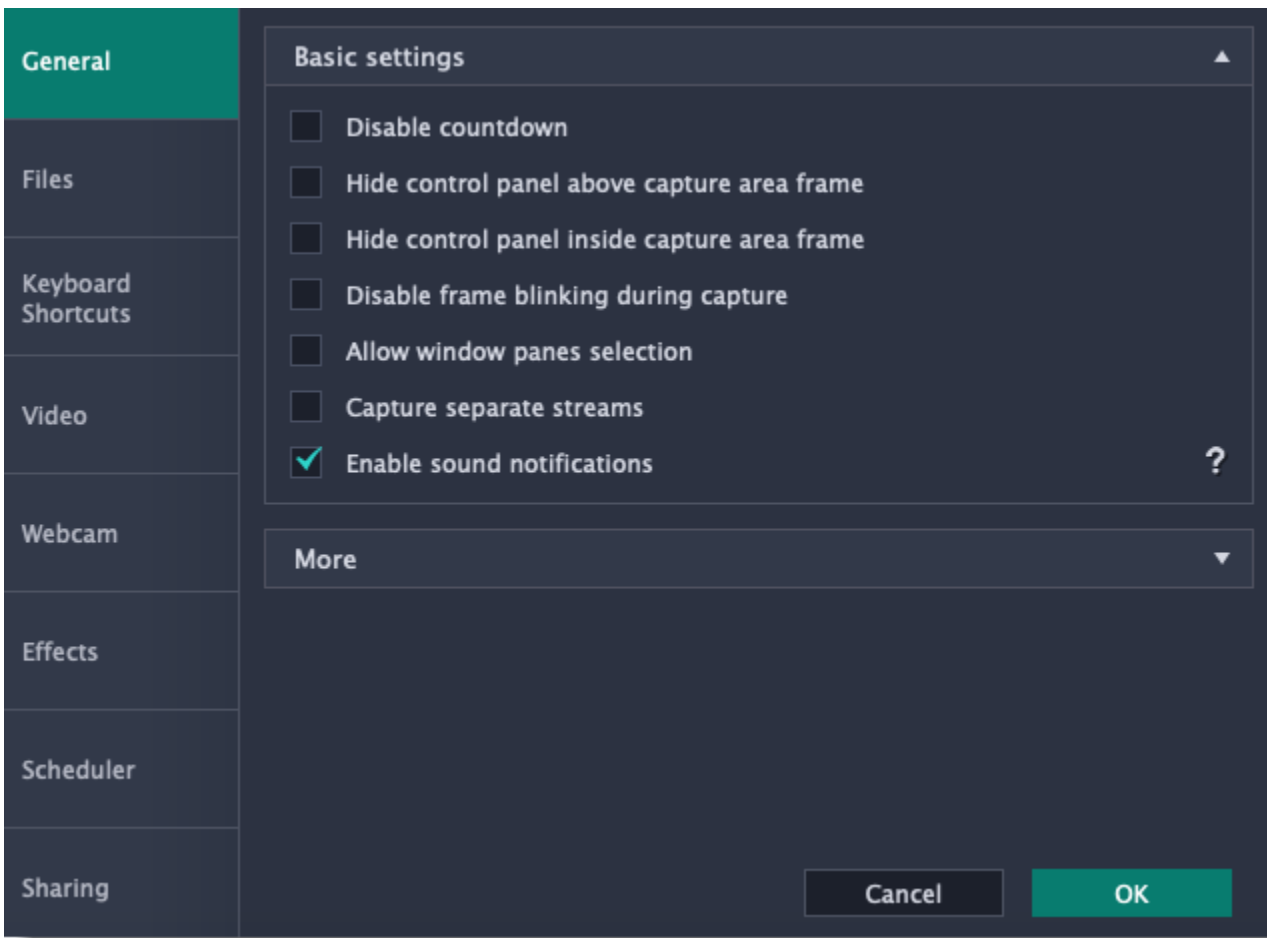 General
Files
Keyboard
Shortcuts
Video
Webcam
Effects
Scheduler
Sharing
Basic settings
Disable countdown
Hide control panel above capture area frame
Hide control panel inside capture area frame
Disable frame blinking during capture
Allow window panes selection
Capture separate streams
Enable sound notifications ?
More
Cancel OK